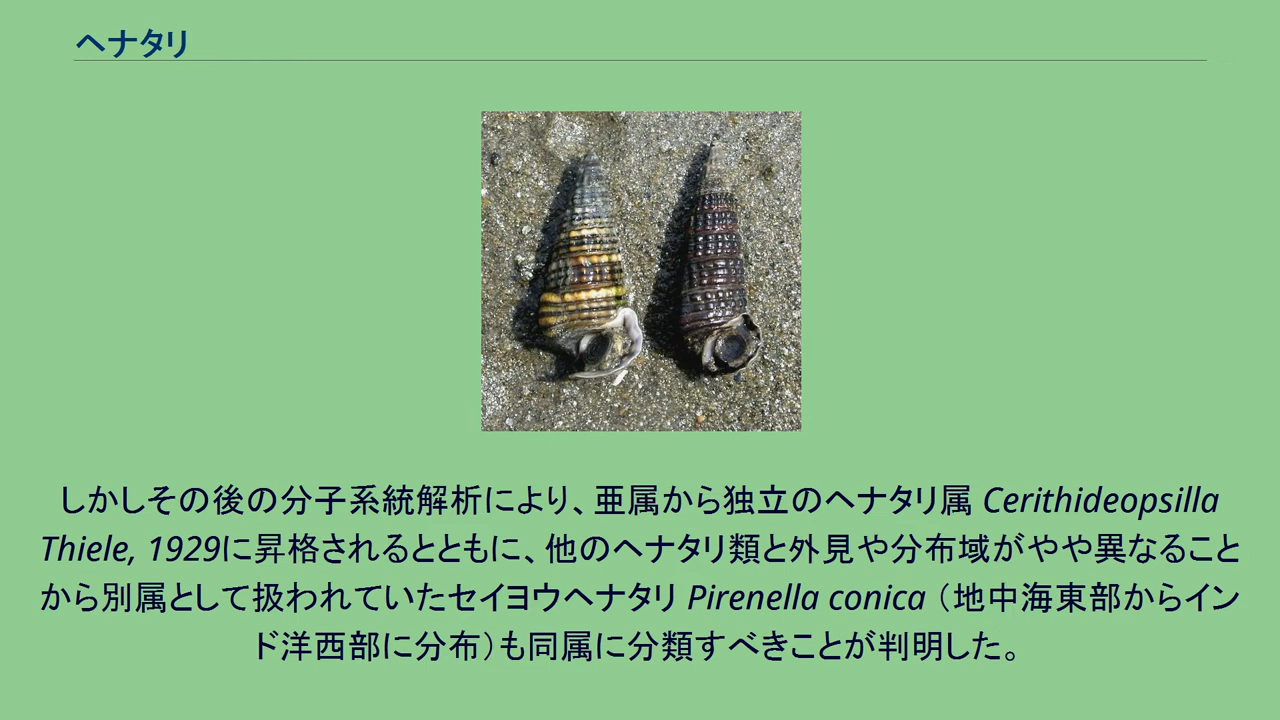 ヘナタリ
しかしその後の分子系統解析により、亜属から独立のヘナタリ属 Cerithideopsilla
Thiele, 1929に昇格されるとともに、他のヘナタリ類と外見や分布域がやや異なること
から別属として扱われていたセイヨウヘナタリ Pirenella conica （地中海東部からイン
ド洋西部に分布）も同属に分類すべきことが判明した。